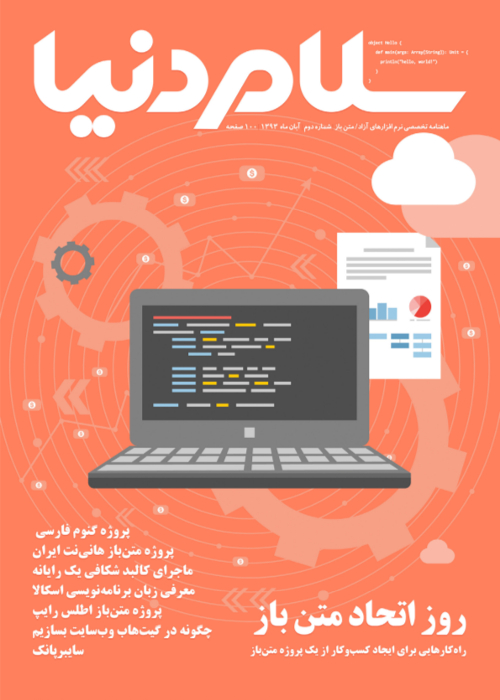 سلام دنیا
object Hello {
def main(args: Array[String]): Unit = {
println("hello, world!")
}
}
ماهنامه تخصصی نرم افزارهای آزاد / متن باز شماره دوم آبان ماه ۱۳۹۳ ۱۰۰ صفحه
پروژه گنوم فارسی
پروژه متن‌باز هانی‌نت ایران
ماجرای کالبد شکافی یک رایانه
معرفی زبان برنامه‌نویسی اسکالا
پروژه متن‌باز اطلس رایپ
چگونه در گیت‌هاب وب‌سایت بسازیم
سایبرپانک
روز اتحاد متن باز
راه‌کارهایی برای ایجاد کسب‌وکار از یک پروژه متن‌باز